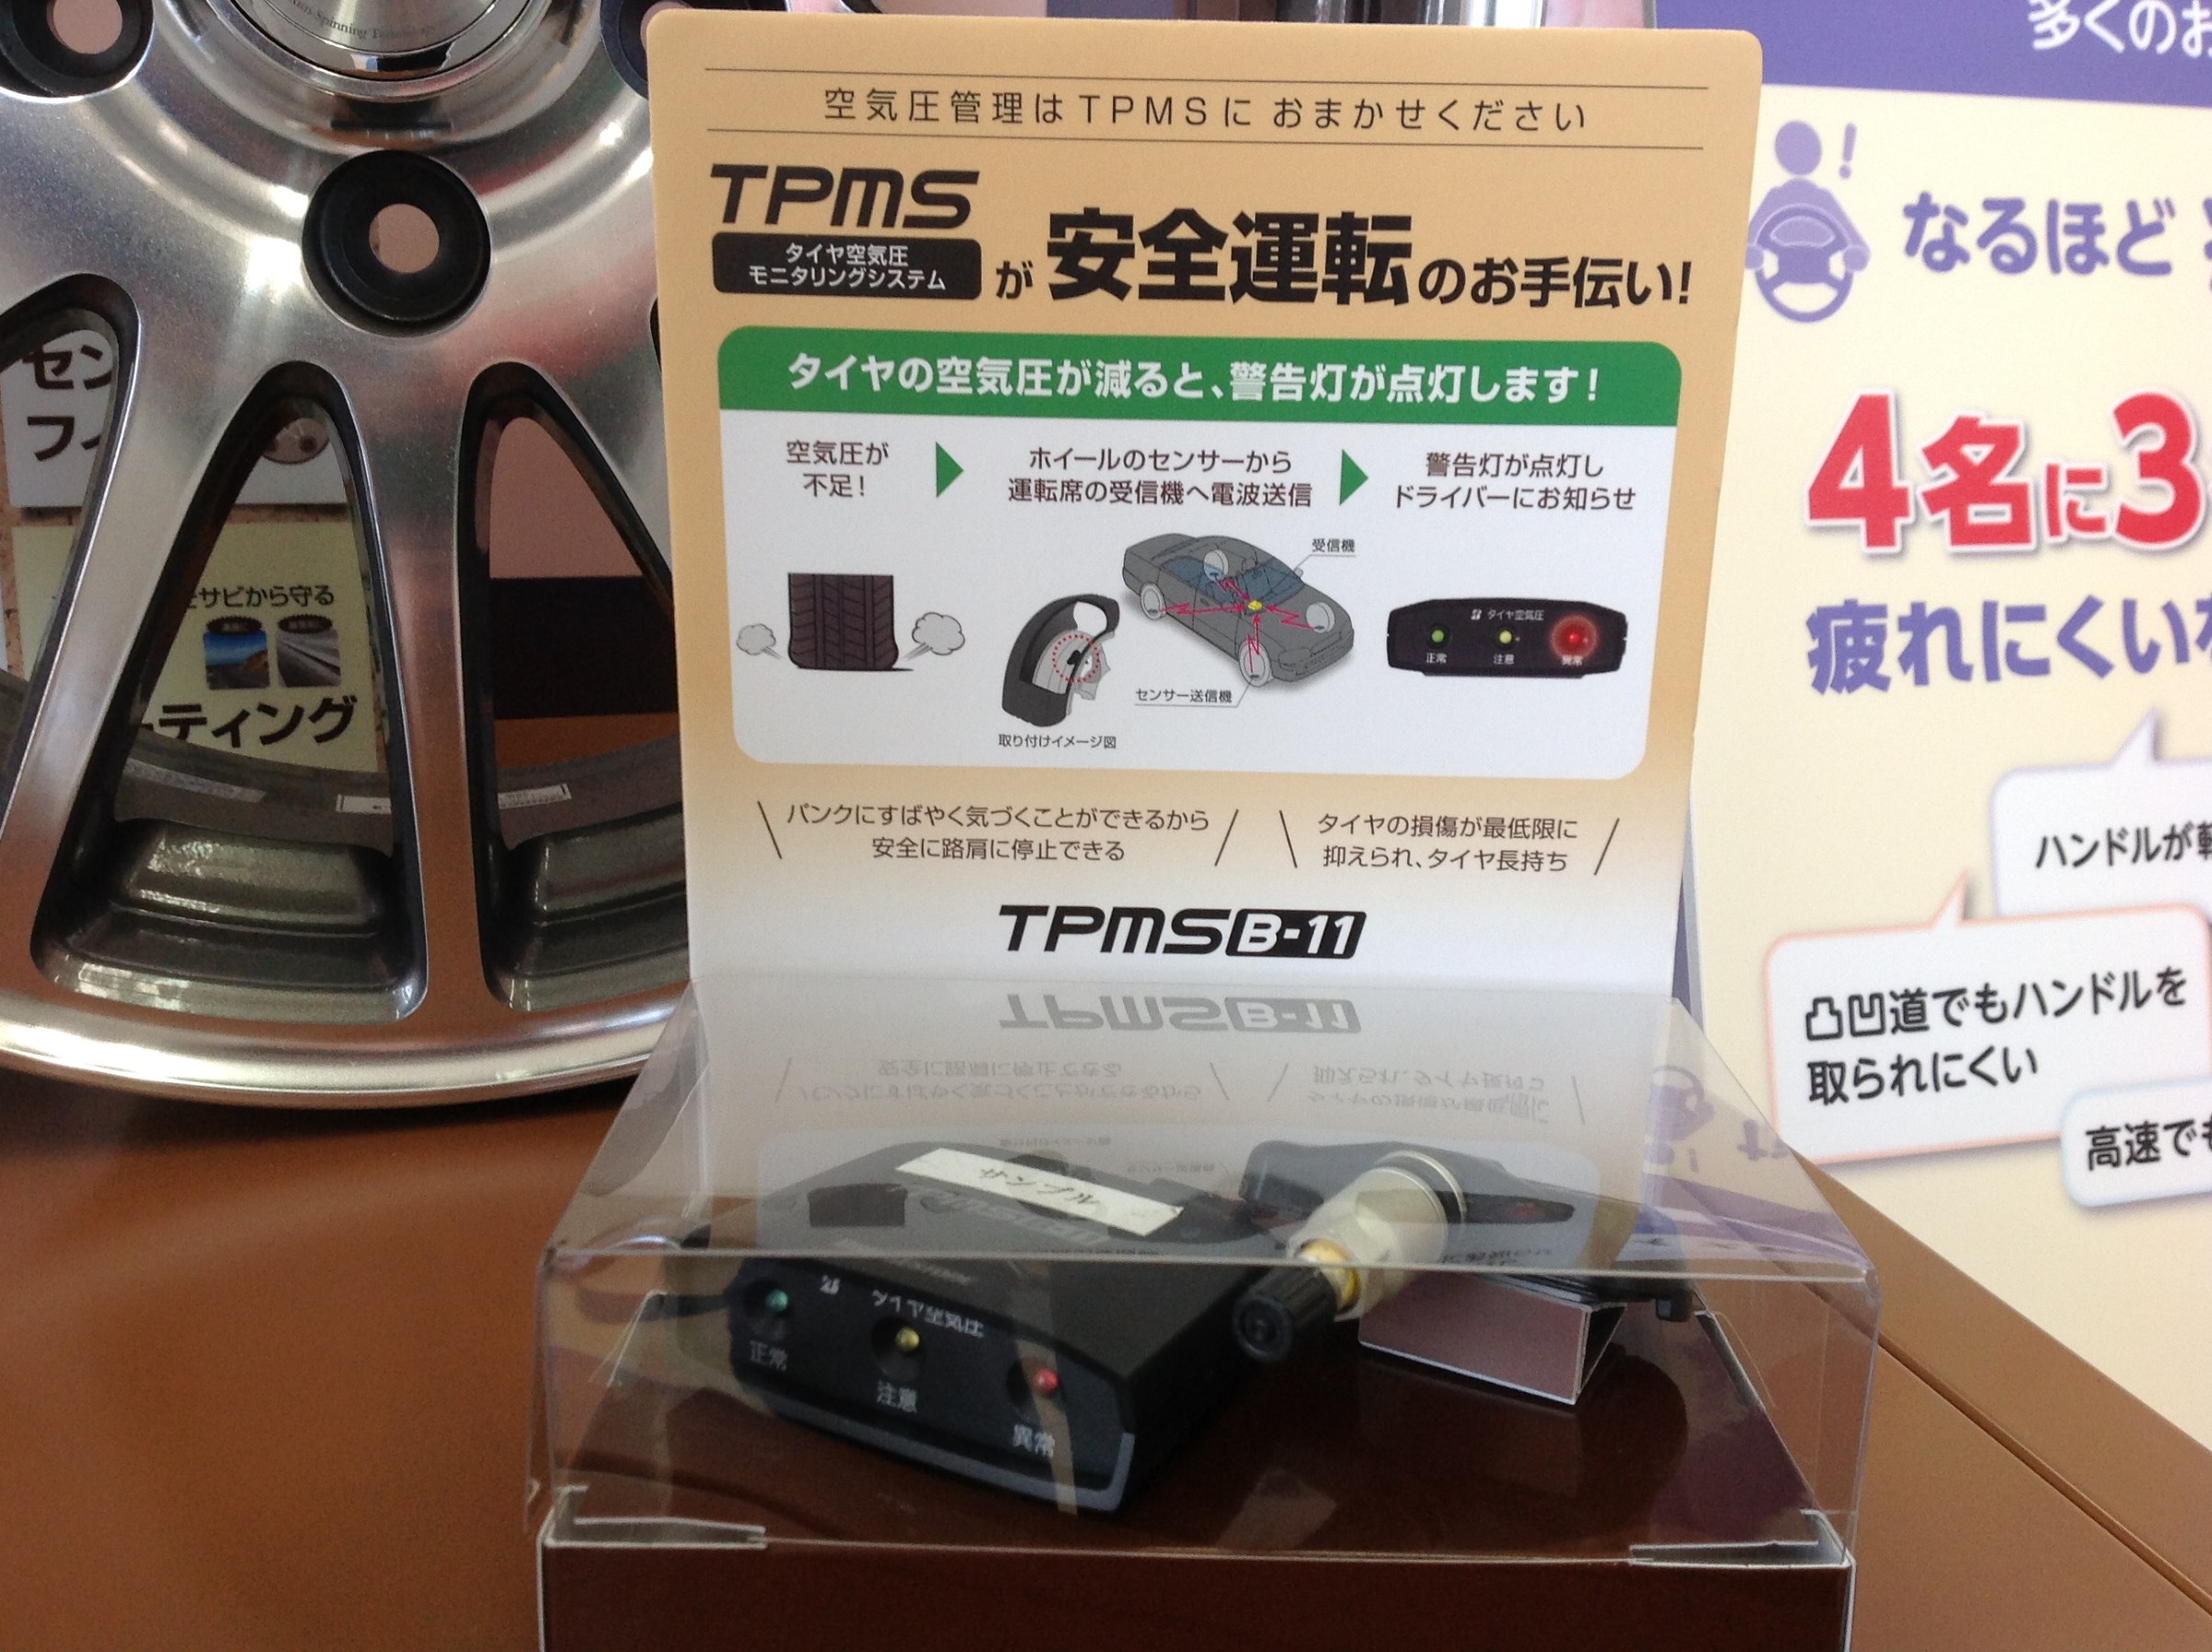 空気圧管理はTPMSに おまかせください
TPMS
タイヤ空気圧
モニタリングシステム
が安全運転のお手伝い!
タイヤの空気圧が減ると、警告灯が点灯します!
空気圧が
不足!
ホイールのセンサーから
運転席の受信機へ電波送信
警告灯が点灯し
ドライバーにお知らせ
受信機
タイヤ空気圧
正常
注意
異常
センサー送信機
取り付けイメージ図
パンクにすばやく気づくことができるから
安全に路肩に停止できる
タイヤの損傷が最低限に
抑えられ、タイヤ長持ち
TPMS B-11
サンプル
タイヤ空気圧
正常
注意
異常
セン
フィ
サビから守る
ティング
多くのお
なるほど
4名に3
疲れにくい
ハンドルが軽
凸凹道でもハンドルを
取られにくい
高速でも